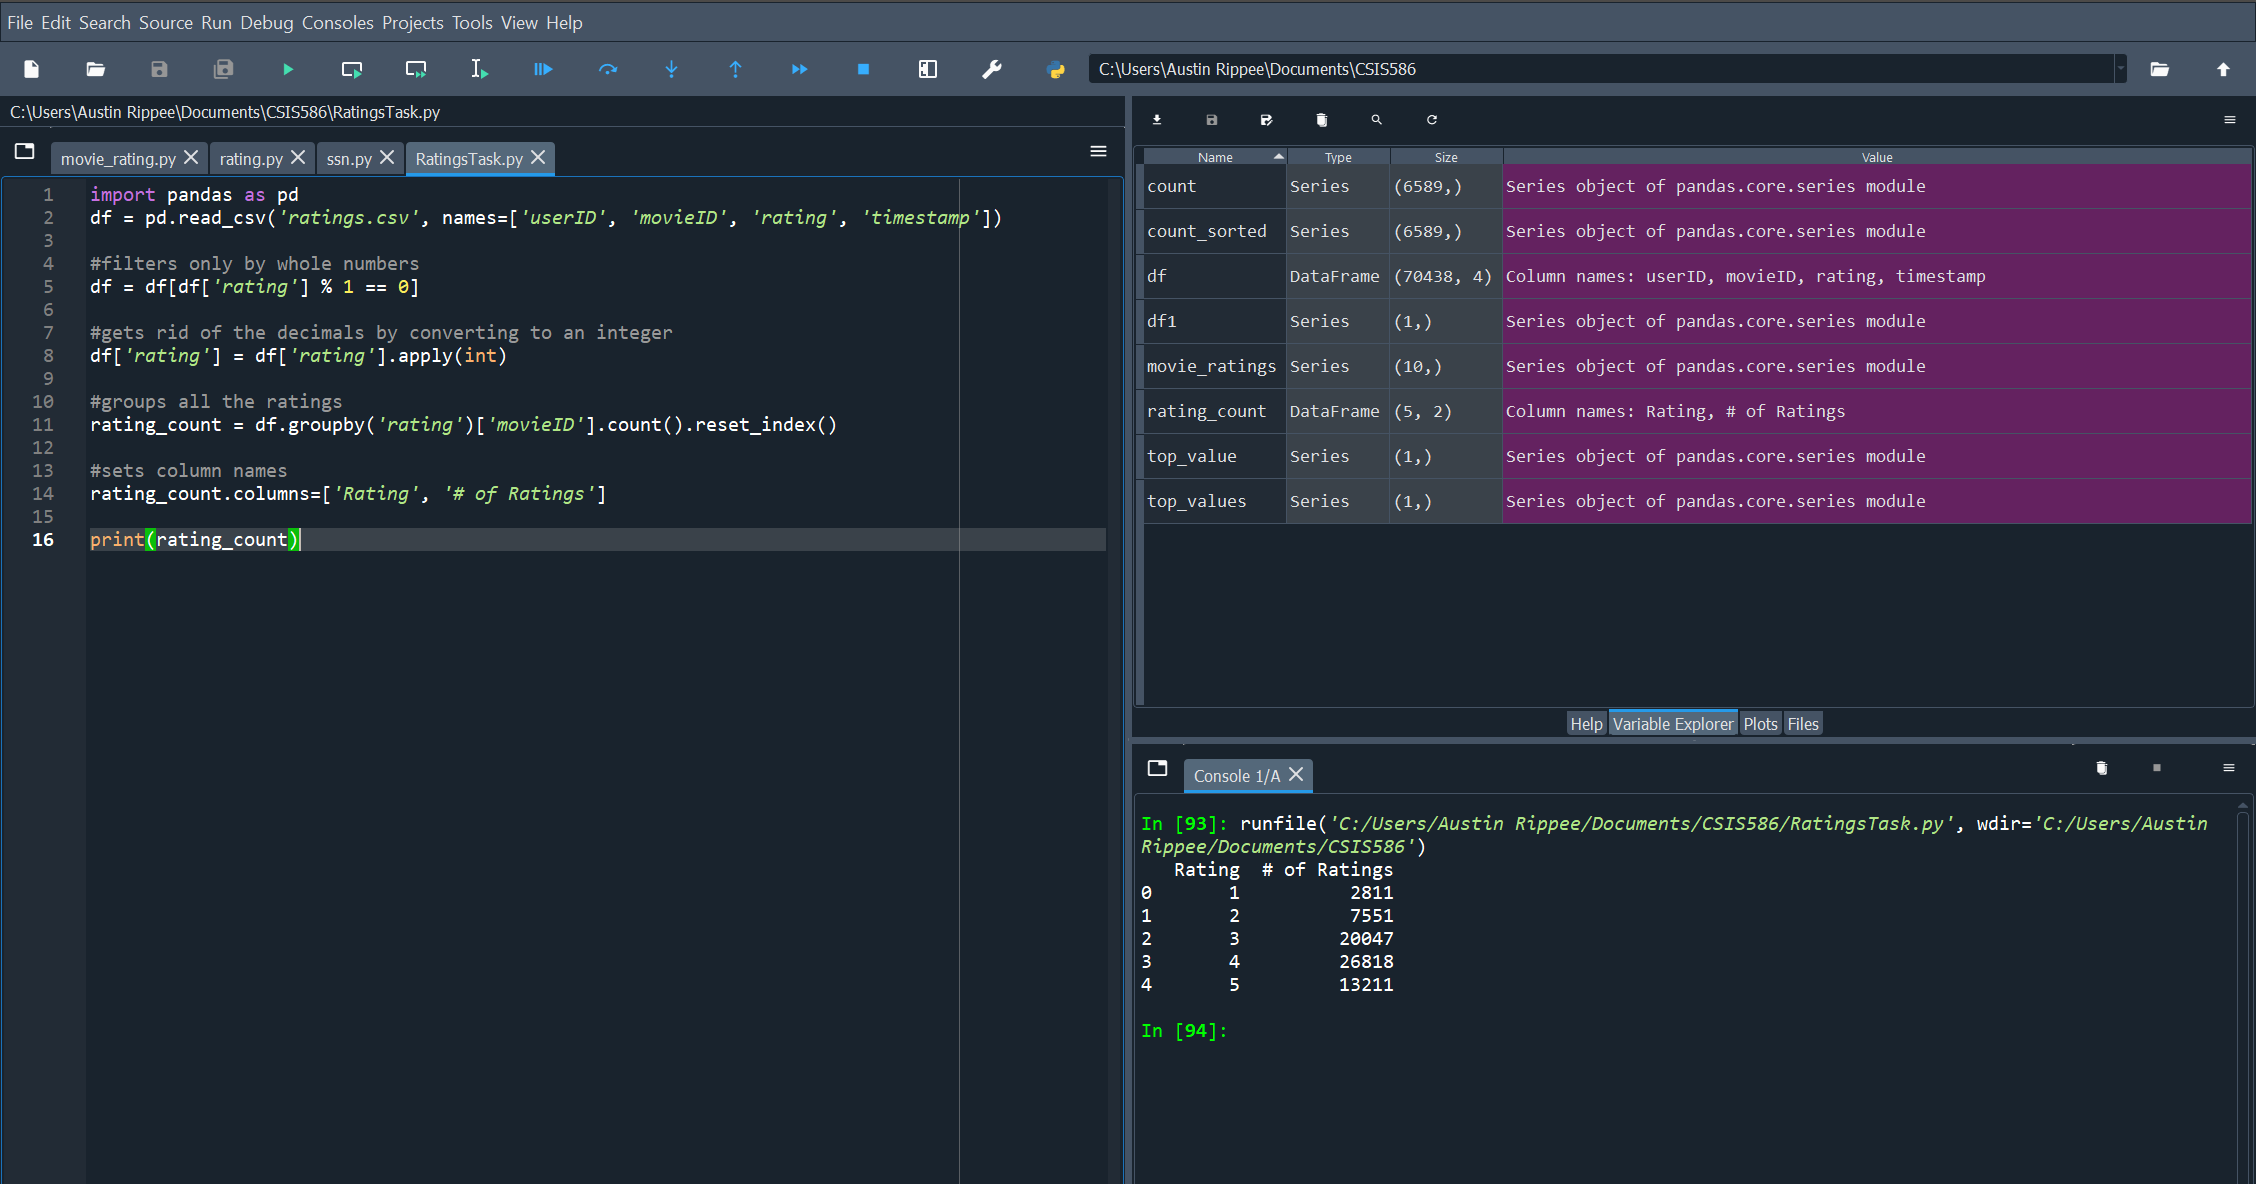 File Edit Search Source Run Debug Consoles Projects Tools View Help
C:\Users\Austin Rippee\Documents\CSIS586
C:\Users\Austin Rippee\Documents\CSIS586\RatingsTask.py
movie_rating.py rating.py ssn.py RatingsTask.py
1 import pandas as pd
2 df = pd.read_csv('ratings.csv', names=['userID', 'movieID', 'rating', 'timestamp'])
3
4 #filters only by whole numbers
5 df = df[df['rating'] % 1 == 0]
6
7 #gets rid of the decimals by converting to an integer
8 df['rating'] = df['rating'].apply(int)
9
10 #groups all the ratings
11 rating_count = df.groupby('rating')['movieID'].count().reset_index()
12
13 #sets column names
14 rating_count.columns=['Rating', '# of Ratings']
15
16 print(rating_count)
Name Type Size Value
count Series (6589,) Series object of pandas.core.series module
count_sorted Series (6589,) Series object of pandas.core.series module
df DataFrame (70438, 4) Column names: userID, movieID, rating, timestamp
df1 Series (1,) Series object of pandas.core.series module
movie_ratings Series (10,) Series object of pandas.core.series module
rating_count DataFrame (5, 2) Column names: Rating, # of Ratings
top_value Series (1,) Series object of pandas.core.series module
top_values Series (1,) Series object of pandas.core.series module
Help Variable Explorer Plots Files
Console 1/A
In [93]: runfile('C:/Users/Austin Rippee/Documents/CSIS586/RatingsTask.py', wdir='C:/Users/Austin
Rippee/Documents/CSIS586')
Rating # of Ratings
0 1 2811
1 2 7551
2 3 20047
3 4 26818
4 5 13211
In [94]: